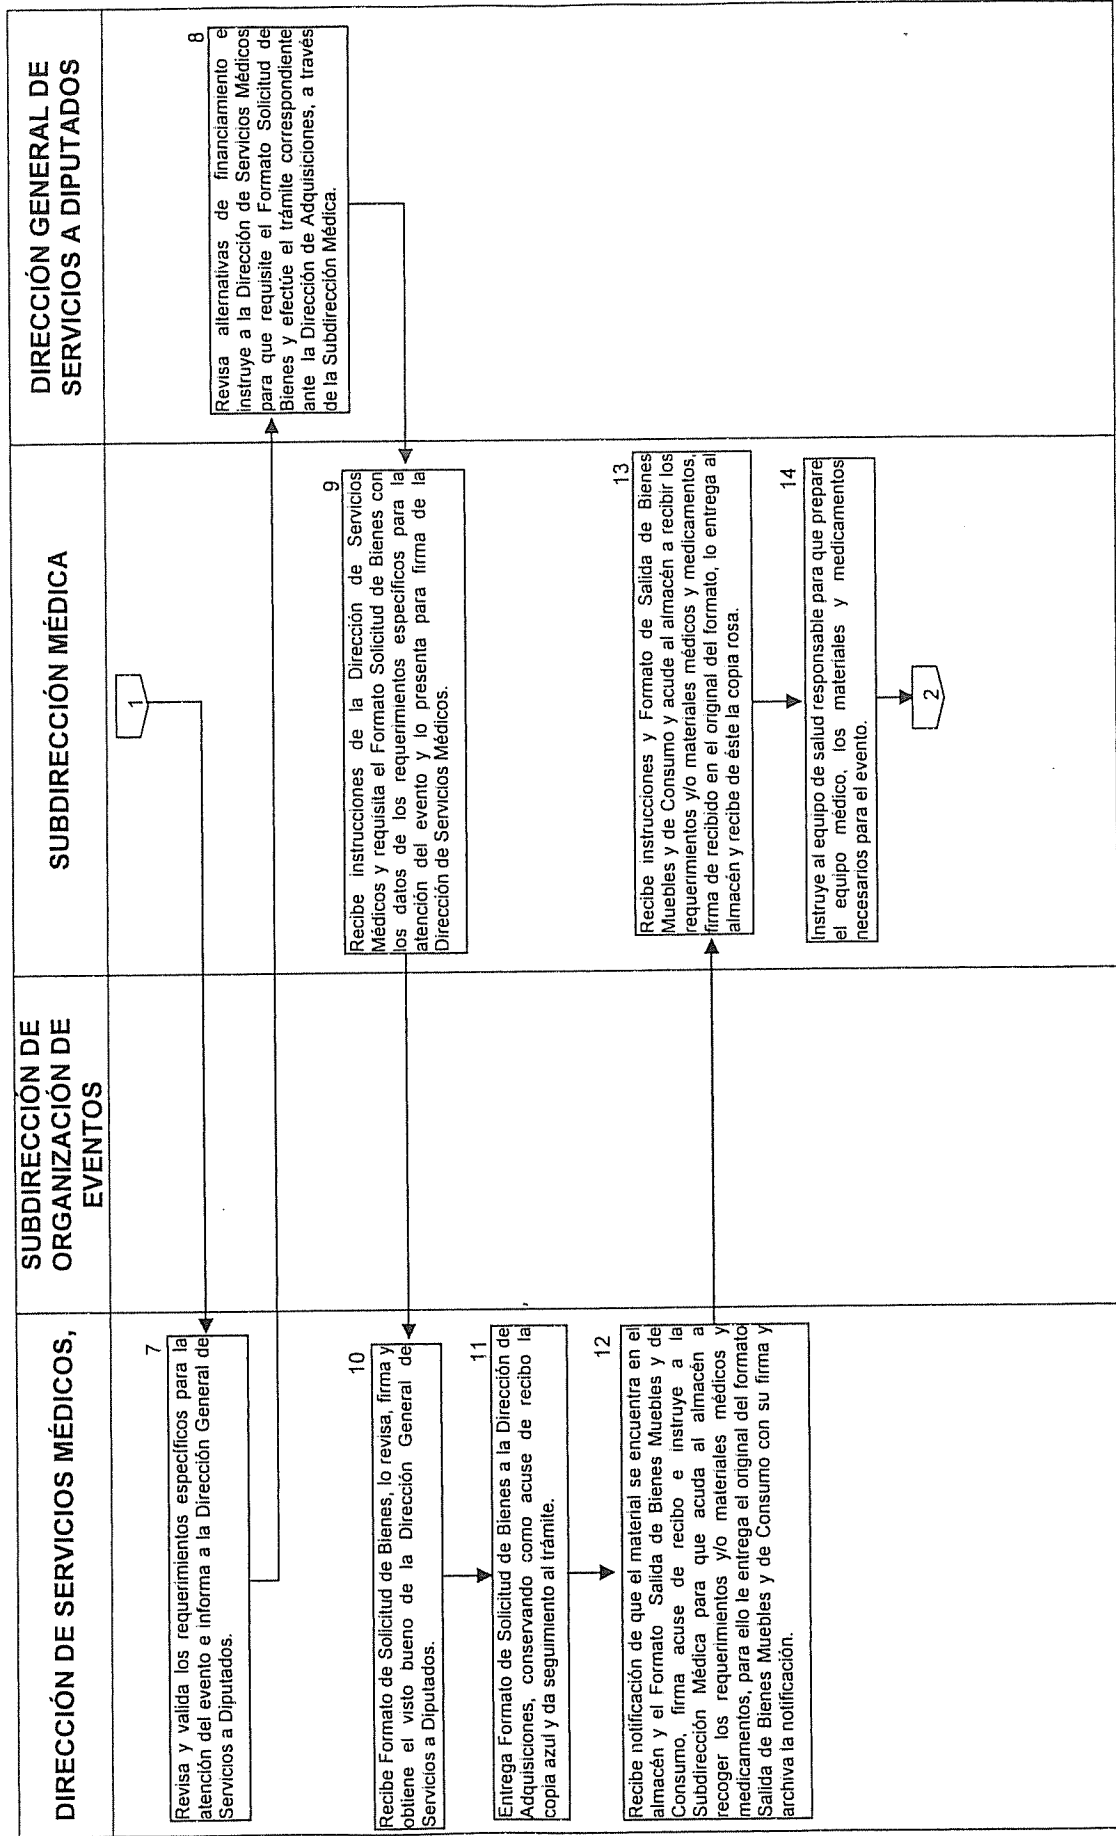 DIRECCIÓN DE SERVICIOS MÉDICOS,
SUBDIRECCIÓN DE
ORGANIZACIÓN DE
EVENTOS
SUBDIRECCIÓN MÉDICA
DIRECCIÓN GENERAL DE
SERVICIOS A DIPUTADOS
1
7
Revisa y valida los requerimientos específicos para la
atención del evento e informa a la Dirección General de
Servicios a Diputados.
8
Revisa alternativas de financiamiento e
instruye a la Dirección de Servicios Médicos
para que requisite el Formato Solicitud de
Bienes y efectúe el trámite correspondiente
ante la Dirección de Adquisiciones, a través
de la Subdirección Médica.
9
Recibe instrucciones de la Dirección de Servicios
Médicos y requisita el Formato Solicitud de Bienes con
los datos de los requerimientos específicos para la
atención del evento y lo presenta para firma de la
Dirección de Servicios Médicos.
10
Recibe Formato de Solicitud de Bienes, lo revisa, firma y
obtiene el visto bueno de la Dirección General de
Servicios a Diputados.
11
Entrega Formato de Solicitud de Bienes a la Dirección de
Adquisiciones, conservando como acuse de recibo la
copia azul y da seguimiento al trámite.
12
Recibe notificación de que el material se encuentra en el
almacén y el Formato Salida de Bienes Muebles y de
Consumo, firma acuse de recibo e instruye a la
Subdirección Médica para que acuda al almacén a
recoger los requerimientos y/o materiales médicos y
medicamentos, para ello le entrega el original del formato
Salida de Bienes Muebles y de Consumo con su firma y
archiva la notificación.
13
Recibe instrucciones y Formato de Salida de Bienes
Muebles y de Consumo y acude al almacén a recibir los
requerimientos y/o materiales médicos y medicamentos,
firma de recibido en el original del formato, lo entrega al
almacén y recibe de éste la copia rosa.
14
Instruye al equipo de salud responsable para que prepare
el equipo médico, los materiales y medicamentos
necesarios para el evento.
2